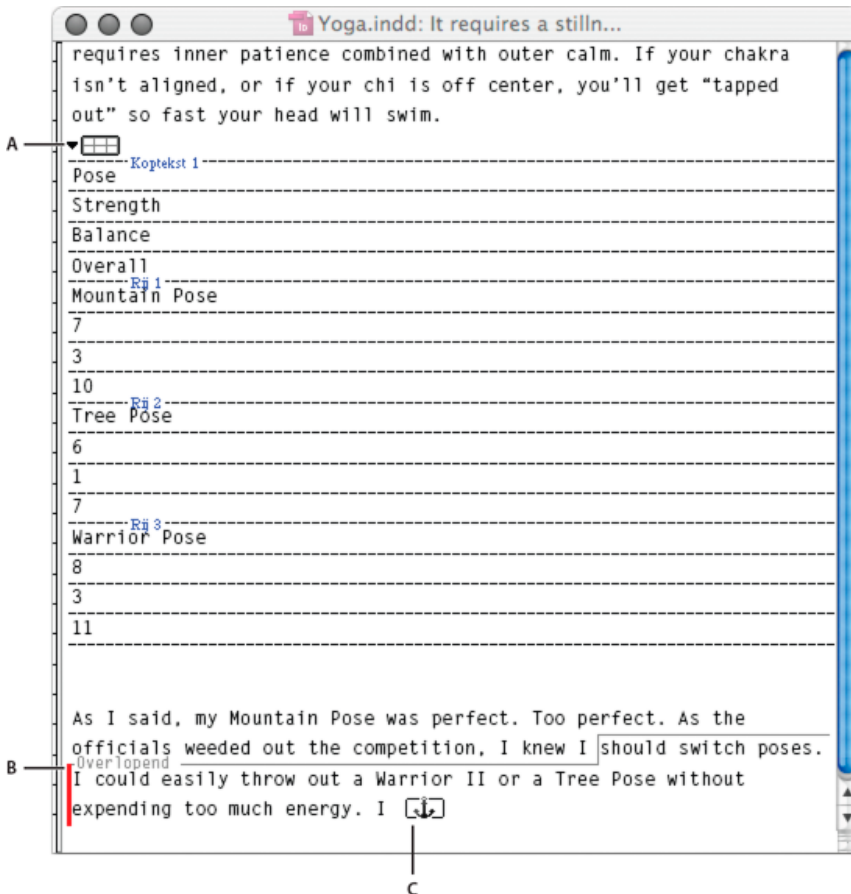 Yoga.indd: It requires a stilln...
requires inner patience combined with outer calm. If your chakra
isn't aligned, or if your chi is off center, you'll get “tapped
out” so fast your head will swim.
A
Koptekst 1
Pose
Strength
Balance
Overall
Rij 1
Mountain Pose
7
3
10
Rij 2
Tree Pose
6
1
7
Rij 3
Warrior Pose
8
3
11
As I said, my Mountain Pose was perfect. Too perfect. As the
officials weeded out the competition, I knew I should switch poses.
B
Overlopend
I could easily throw out a Warrior II or a Tree Pose without
expending too much energy. I
C